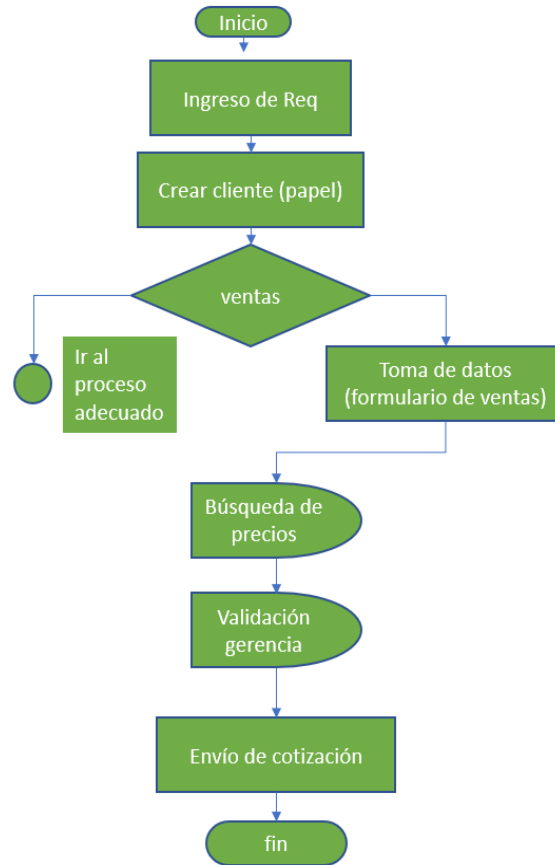 Inicio
Ingreso de Req
Crear cliente (papel)
ventas
Ir al
proceso
adecuado
Toma de datos
(formulario de ventas)
Búsqueda de
precios
Validación
gerencia
Envío de cotización
fin